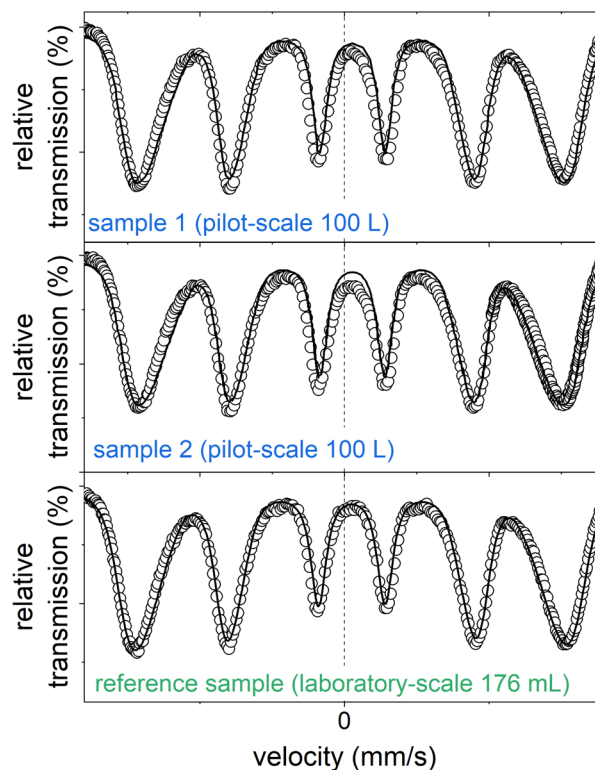 relative
transmission (%)
sample 1 (pilot-scale 100 L)
relative
transmission (%)
sample 2 (pilot-scale 100 L)
relative
transmission (%)
reference sample (laboratory-scale 176 mL)
0
velocity (mm/s)